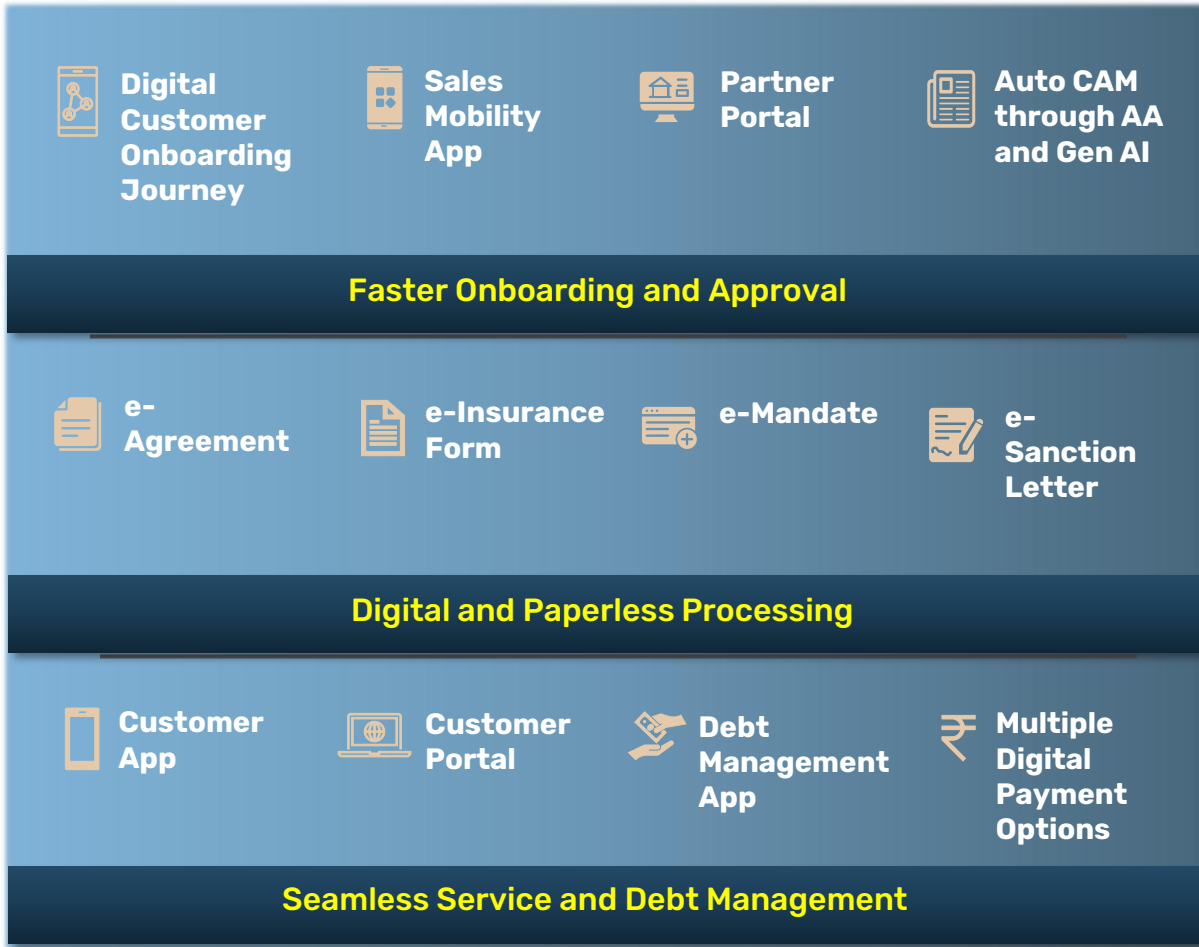 Digital
Customer
Onboarding
Journey
Sales
Mobility
App
Partner
Portal
Auto CAM
through AA
and Gen AI
Faster Onboarding and Approval
e-
Agreement
e-Insurance
Form
e-Mandate
e-
Sanction
Letter
Digital and Paperless Processing
Customer
App
Customer
Portal
Debt
Management
App
₹
Multiple
Digital
Payment
Options
Seamless Service and Debt Management